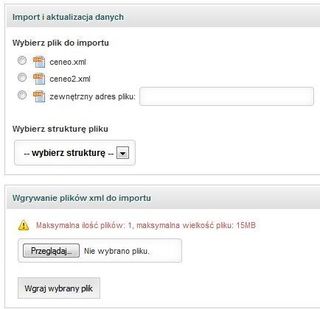 Import i aktualizacja danych
Wybierz plik do importu
ceneo.xml
ceneo2.xml
zewnętrzny adres pliku:
Wybierz strukturę pliku
-- wybierz strukturę --
Wgrywanie plików xml do importu
Maksymalna ilość plików: 1, maksymalna wielkość pliku: 15MB
Przeglądaj... Nie wybrano pliku.
Wgraj wybrany plik